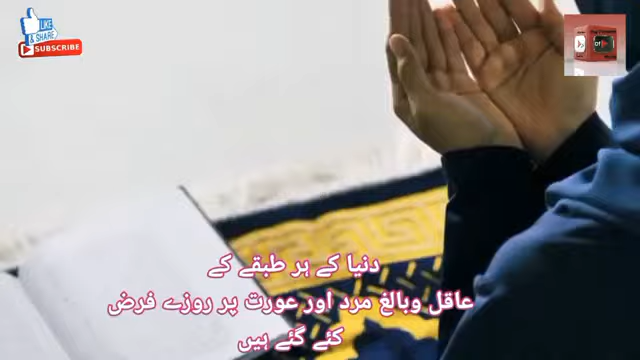 LIKE
& SHARE
SUBSCRIBE
دنیا کے ہر طبقے کے
عاقل وبالغ مرد اور عورت پر روزے فرض
کئے گئے ہیں